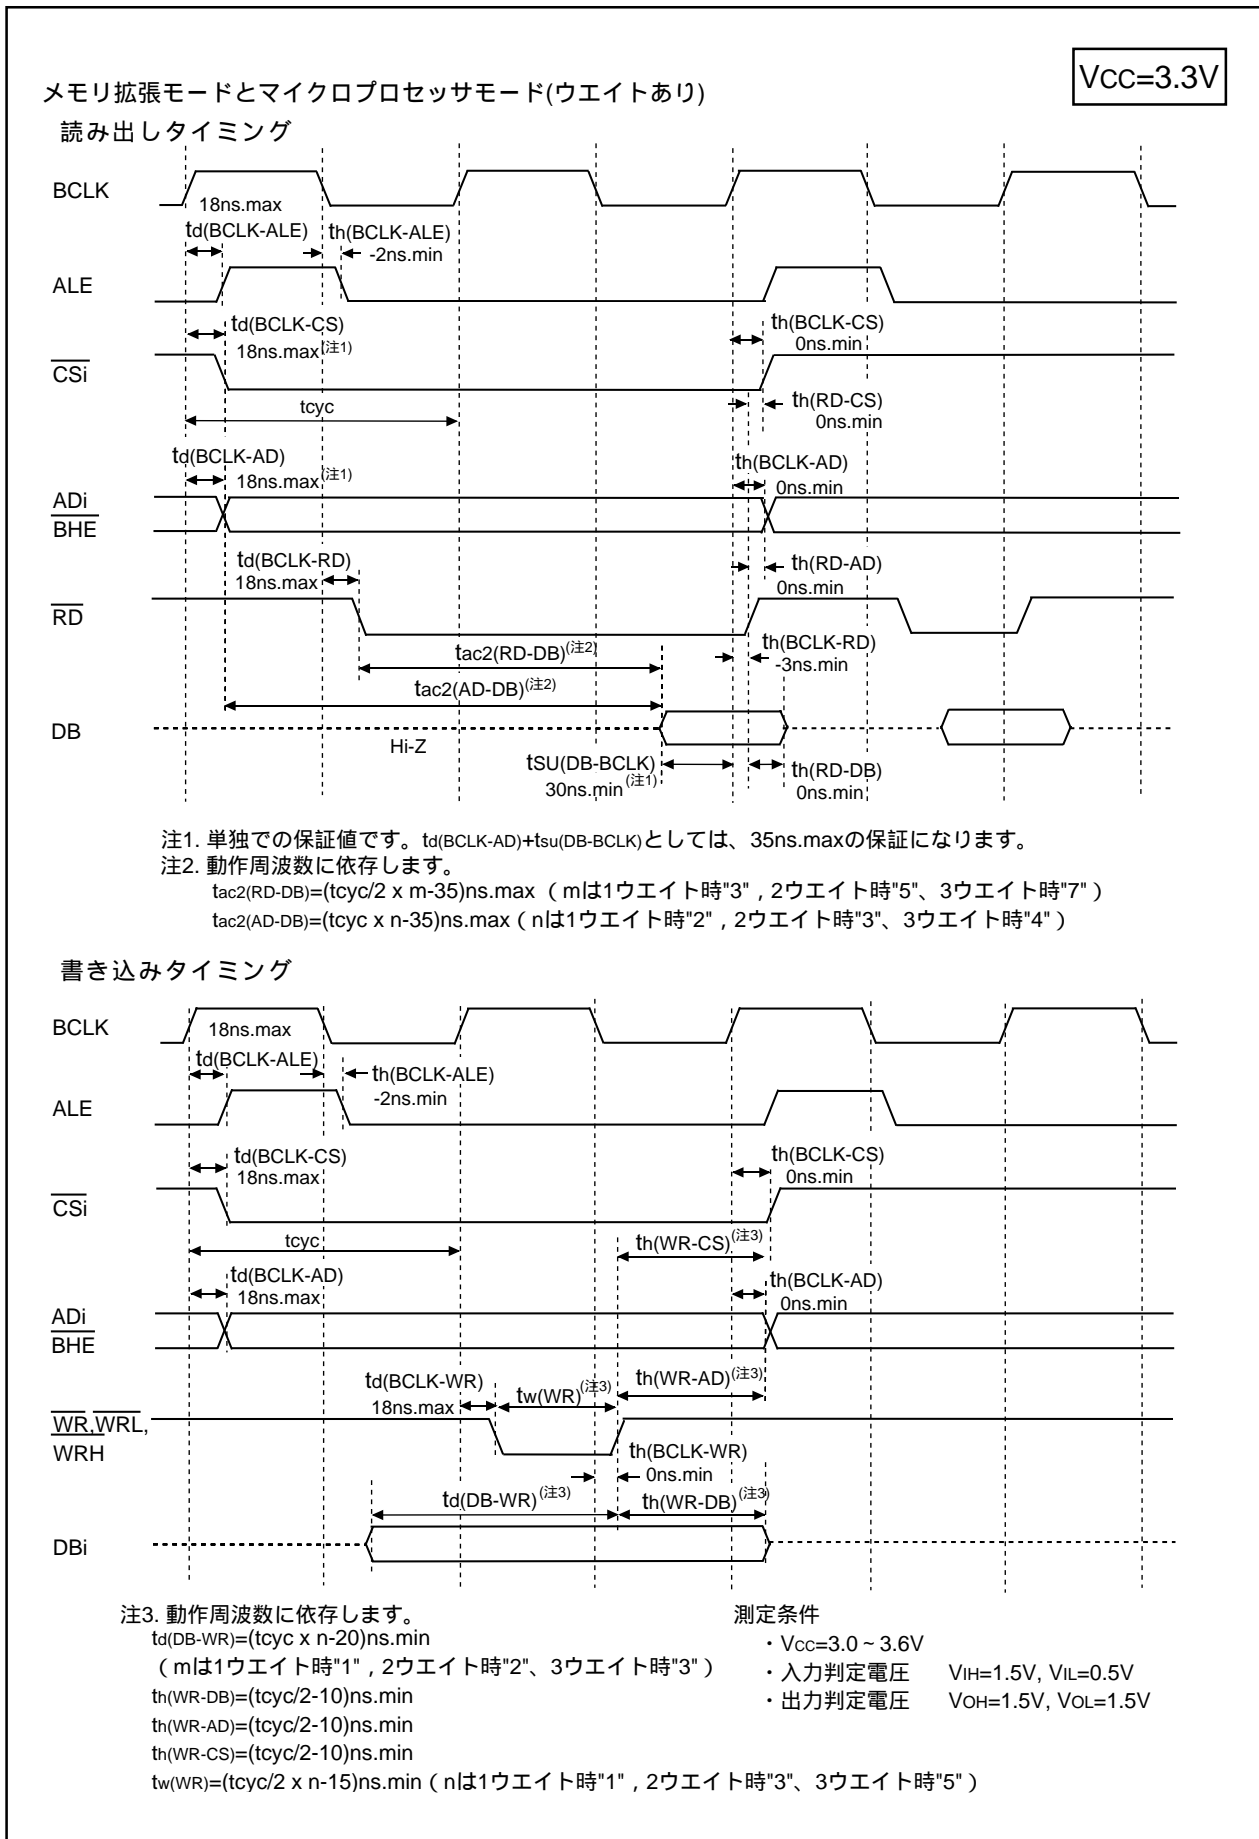 VCC=3.3V
メモリ拡張モードとマイクロプロセッサモード(ウエイトあり)
読み出しタイミング
BCLK
18ns.max
td(BCLK-ALE)
th(BCLK-ALE)
-2ns.min
ALE
td(BCLK-CS)
18ns.max(注1)
th(BCLK-CS)
0ns.min
CSi
tcyc
th(RD-CS)
0ns.min
td(BCLK-AD)
18ns.max(注1)
th(BCLK-AD)
0ns.min
ADi
BHE
td(BCLK-RD)
18ns.max
th(RD-AD)
0ns.min
RD
tac2(RD-DB)(注2)
th(BCLK-RD)
-3ns.min
tac2(AD-DB)(注2)
DB
Hi-Z
tSU(DB-BCLK)
30ns.min(注1)
th(RD-DB)
0ns.min
注1. 単独での保証値です。td(BCLK-AD)+tsu(DB-BCLK)としては、35ns.maxの保証になります。
注2. 動作周波数に依存します。
tac2(RD-DB)=(tcyc/2 x m-35)ns.max（mは1ウエイト時"3"，2ウエイト時"5"、3ウエイト時"7"）
tac2(AD-DB)=(tcyc x n-35)ns.max（nは1ウエイト時"2"，2ウエイト時"3"、3ウエイト時"4"）
書き込みタイミング
BCLK
18ns.max
td(BCLK-ALE)
th(BCLK-ALE)
-2ns.min
ALE
td(BCLK-CS)
18ns.max
th(BCLK-CS)
0ns.min
CSi
tcyc
th(WR-CS)(注3)
td(BCLK-AD)
18ns.max
th(BCLK-AD)
0ns.min
ADi
BHE
td(BCLK-WR)
18ns.max
tw(WR)(注3)
th(WR-AD)(注3)
WR,WRL,
WRH
th(BCLK-WR)
0ns.min
td(DB-WR)(注3)
th(WR-DB)(注3)
DBi
注3. 動作周波数に依存します。
td(DB-WR)=(tcyc x n-20)ns.min
（mは1ウエイト時"1"，2ウエイト時"2"、3ウエイト時"3"）
th(WR-DB)=(tcyc/2-10)ns.min
th(WR-AD)=(tcyc/2-10)ns.min
th(WR-CS)=(tcyc/2-10)ns.min
tw(WR)=(tcyc/2 x n-15)ns.min（nは1ウエイト時"1"，2ウエイト時"3"、3ウエイト時"5"）
測定条件
・VCC=3.0～3.6V
・入力判定電圧 VIH=1.5V, VIL=0.5V
・出力判定電圧 VOH=1.5V, VOL=1.5V